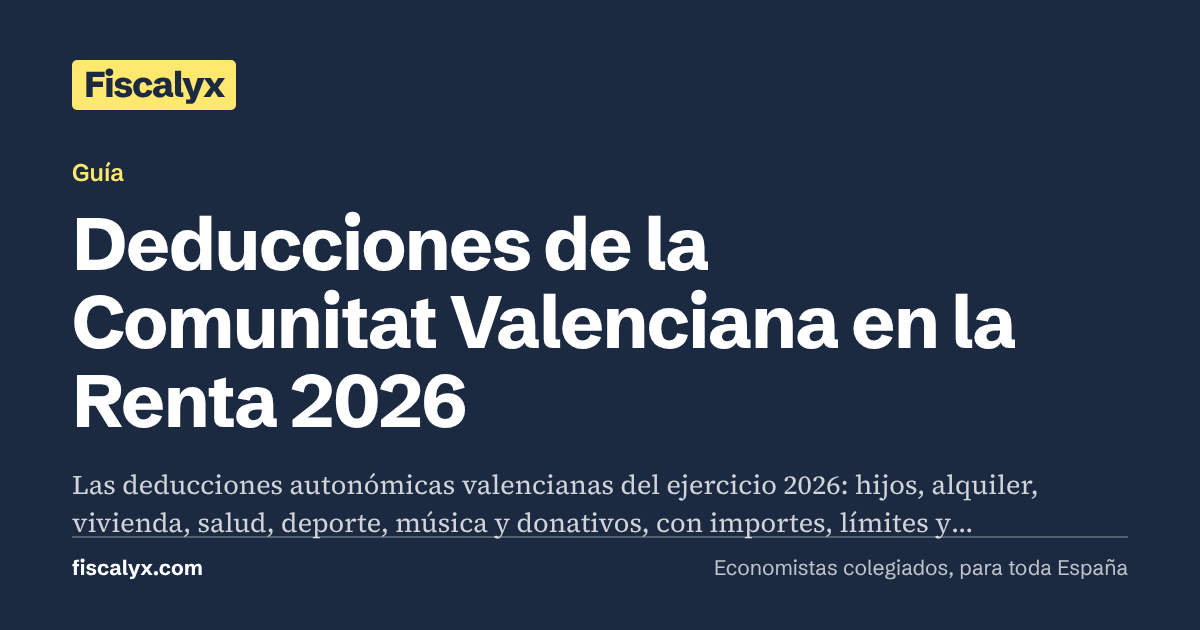 Fiscalyx
Guía
Deducciones de la
Comunitat Valenciana en la
Renta 2026
Las deducciones autonómicas valencianas del ejercicio 2026: hijos, alquiler,
vivienda, salud, deporte, música y donativos, con importes, límites y...
fiscalyx.com
Economistas colegiados, para toda España